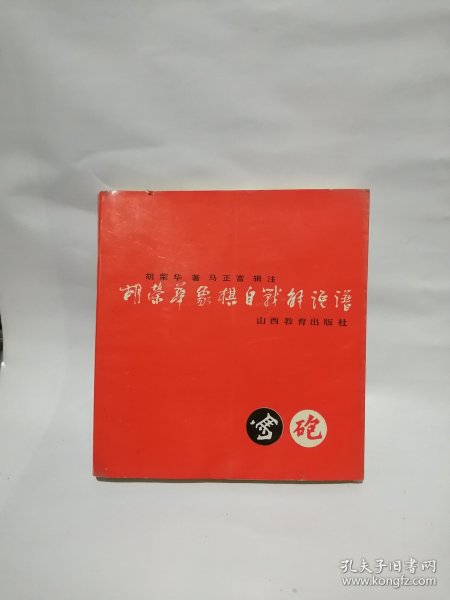 胡荣华 著 马正富 辑注
胡荣华象棋自战解说谱
山西教育出版社
馬 砲
孔夫子旧书网
www.kongfz.com